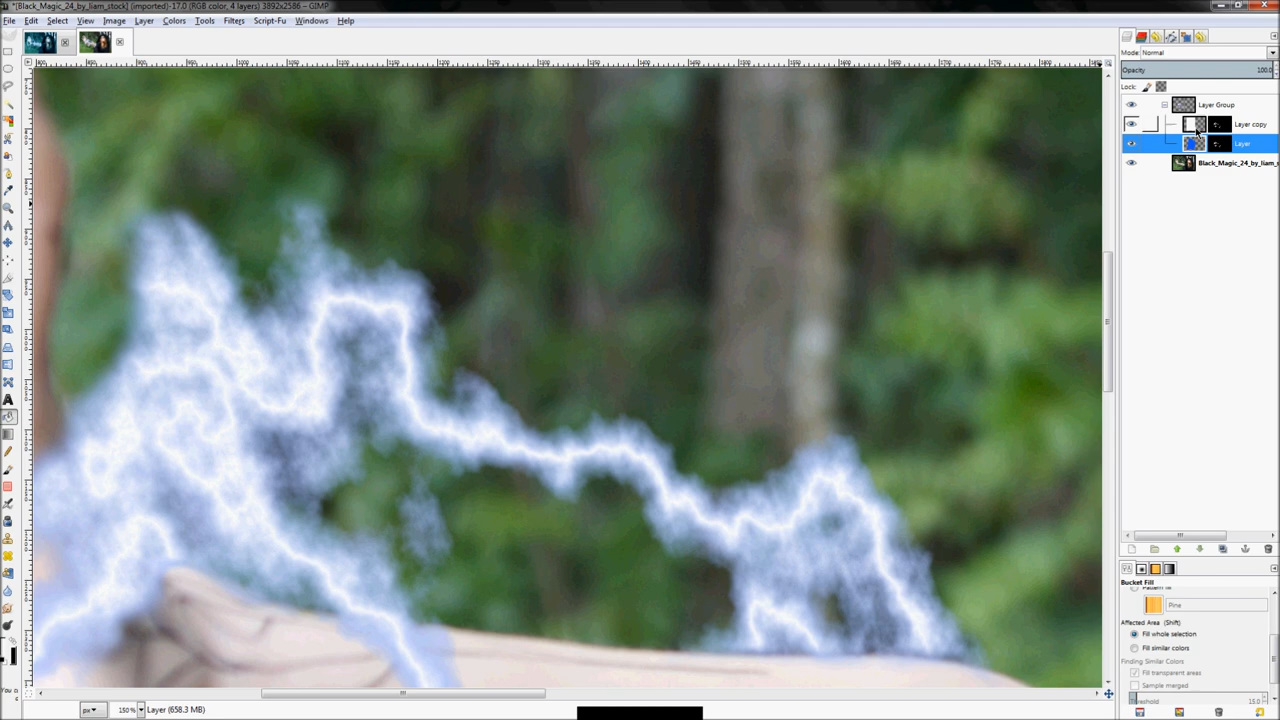 *[Black_Magic_24_by_liam_stock] (imported)-17.0 (RGB color, 4 layers) 3892x2586 – GIMP
File Edit Select View Image Layer Colors Tools Filters Script-Fu Windows Help
Mode: Normal
Opacity 100.0
Lock:
Layer Group
Layer copy
Layer
Black_Magic_24_by_liam_s
Bucket Fill
Pine
Affected Area (Shift)
Fill whole selection
Fill similar colors
Finding Similar Colors
Fill transparent areas
Sample merged
15.0
px 150% Layer (658.3 MB)